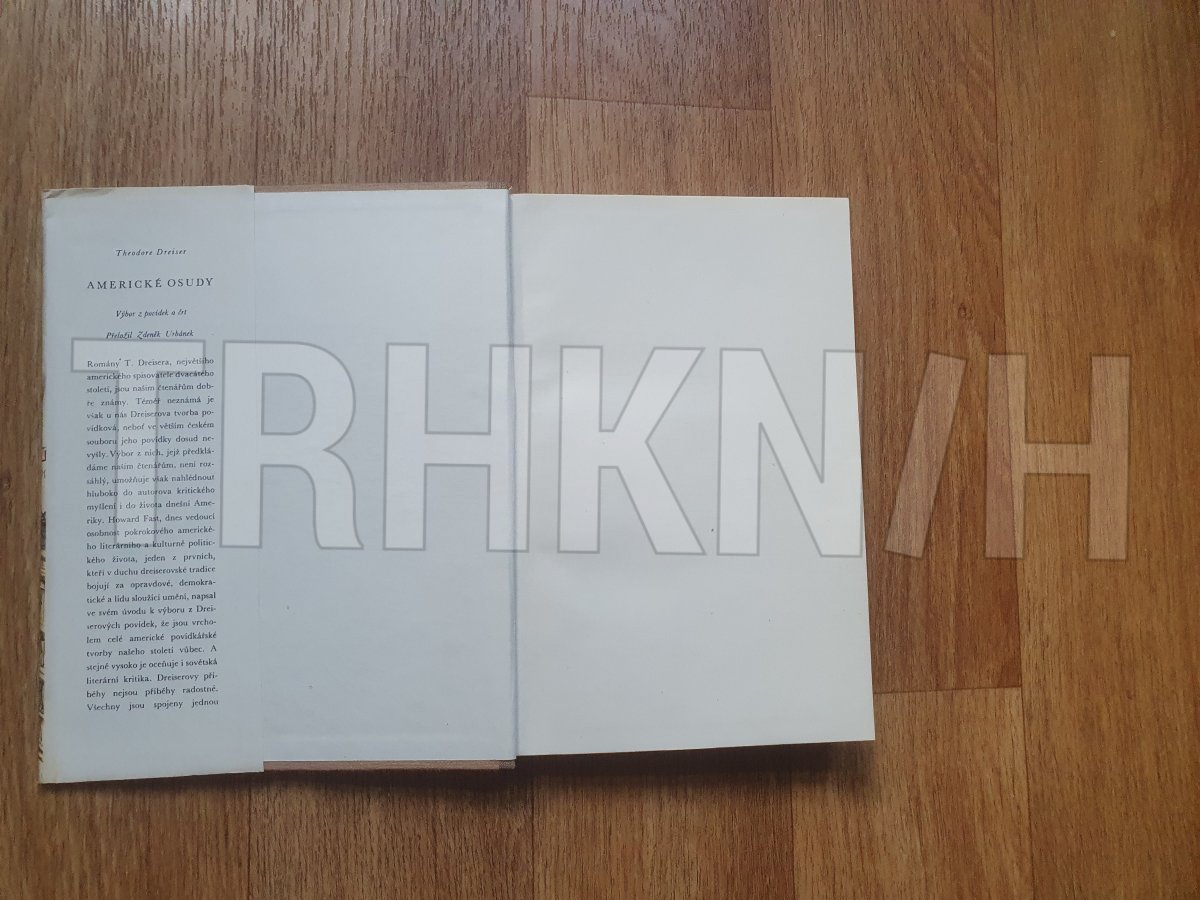 Theodore Dreiser
AMERICKÉ OSUDY
Výbor z povídek a črt
Přeložil Zdeněk Urbánek
Romány T. Dreisera, největšího
amerického spisovatele dvacátého
století, jsou našim čtenářům dob-
ře známy. Téměř neznámá je
však u nás Dreiserova tvorba po-
vídková, neboť ve větším českém
souboru jeho povídky dosud ne-
vyšly. Výbor z nich, jejž předklá-
dáme našim čtenářům, není roz-
sáhlý, umožňuje však nahlédnout
hluboko do autorova kritického
myšlení i do života dnešní Ame-
riky. Howard Fast, dnes vedoucí
osobnost pokrokového americké-
ho literárního a kulturně politic-
kého života, jeden z prvních,
kteří v duchu dreiserovské tradice
bojují za opravdové, demokra-
tické a lidu sloužící umění, napsal
ve svém úvodu k výboru z Drei-
serových povídek, že jsou vrcho-
lem celé americké povídkářské
tvorby našeho století vůbec. A
stejně vysoko je oceňuje i sovětská
literární kritika. Dreiserovy pří-
běhy nejsou příběhy radostné.
Všechny jsou spojeny jednou
TRHKNIH